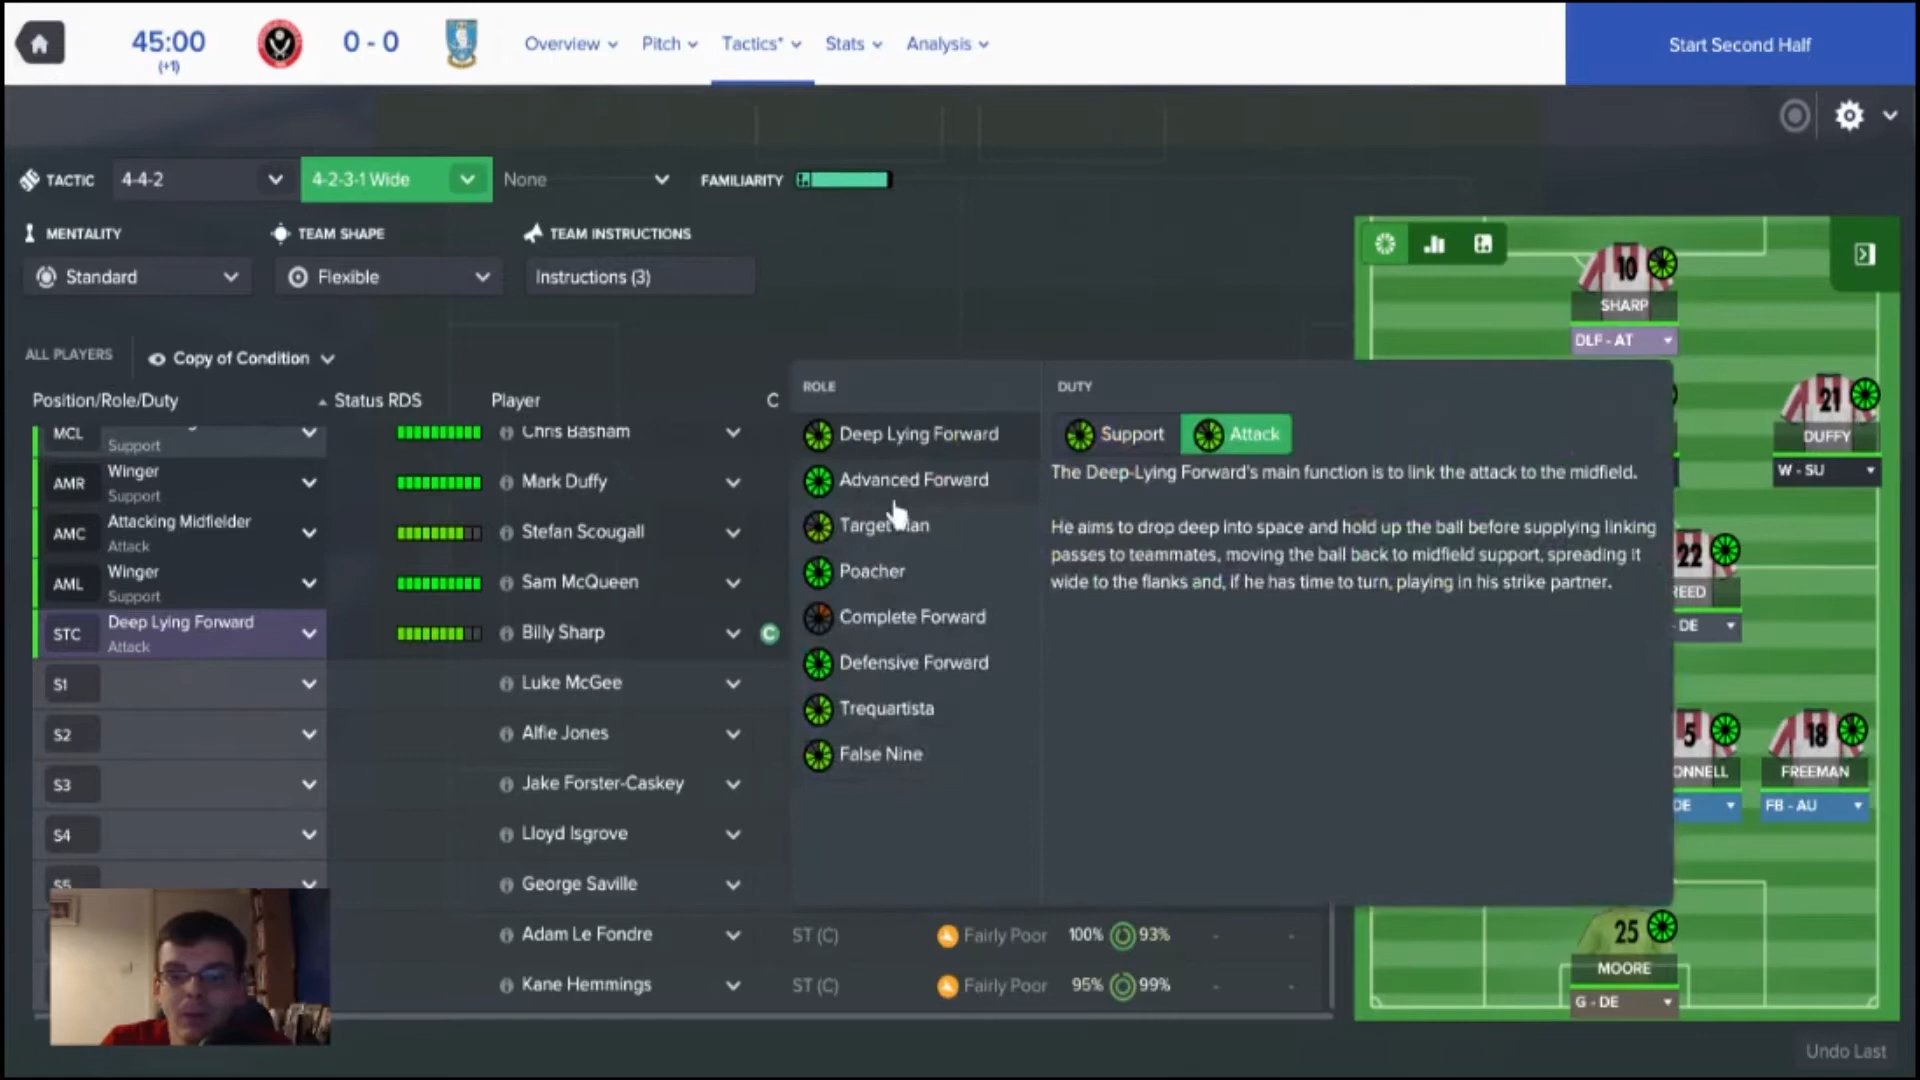 45:00
(+1)
0 - 0
Overview
Pitch
Tactics*
Stats
Analysis
Start Second Half
TACTIC
4-4-2
4-2-3-1 Wide
None
FAMILIARITY
MENTALITY
TEAM SHAPE
TEAM INSTRUCTIONS
Standard
Flexible
Instructions (3)
10
SHARP
DLF - AT
ALL PLAYERS
Copy of Condition
Position/Role/Duty
Status RDS
Player
C
MCL
Support
Chris Basham
AMR
Winger
Support
Mark Duffy
AMC
Attacking Midfielder
Attack
Stefan Scougall
AML
Winger
Support
Sam McQueen
STC
Deep Lying Forward
Attack
Billy Sharp
C
S1
Luke McGee
S2
Alfie Jones
S3
Jake Forster-Caskey
S4
Lloyd Isgrove
S5
George Saville
Adam Le Fondre
ST (C)
Fairly Poor
100%
93%
Kane Hemmings
ST (C)
Fairly Poor
95%
99%
ROLE
Deep Lying Forward
Advanced Forward
Target Man
Poacher
Complete Forward
Defensive Forward
Trequartista
False Nine
DUTY
Support
Attack
The Deep-Lying Forward's main function is to link the attack to the midfield.
He aims to drop deep into space and hold up the ball before supplying linking
passes to teammates, moving the ball back to midfield support, spreading it
wide to the flanks and, if he has time to turn, playing in his strike partner.
21
DUFFY
W - SU
22
REED
- DE
5
ONNELL
DE
18
FREEMAN
FB - AU
25
MOORE
G - DE
Undo Last